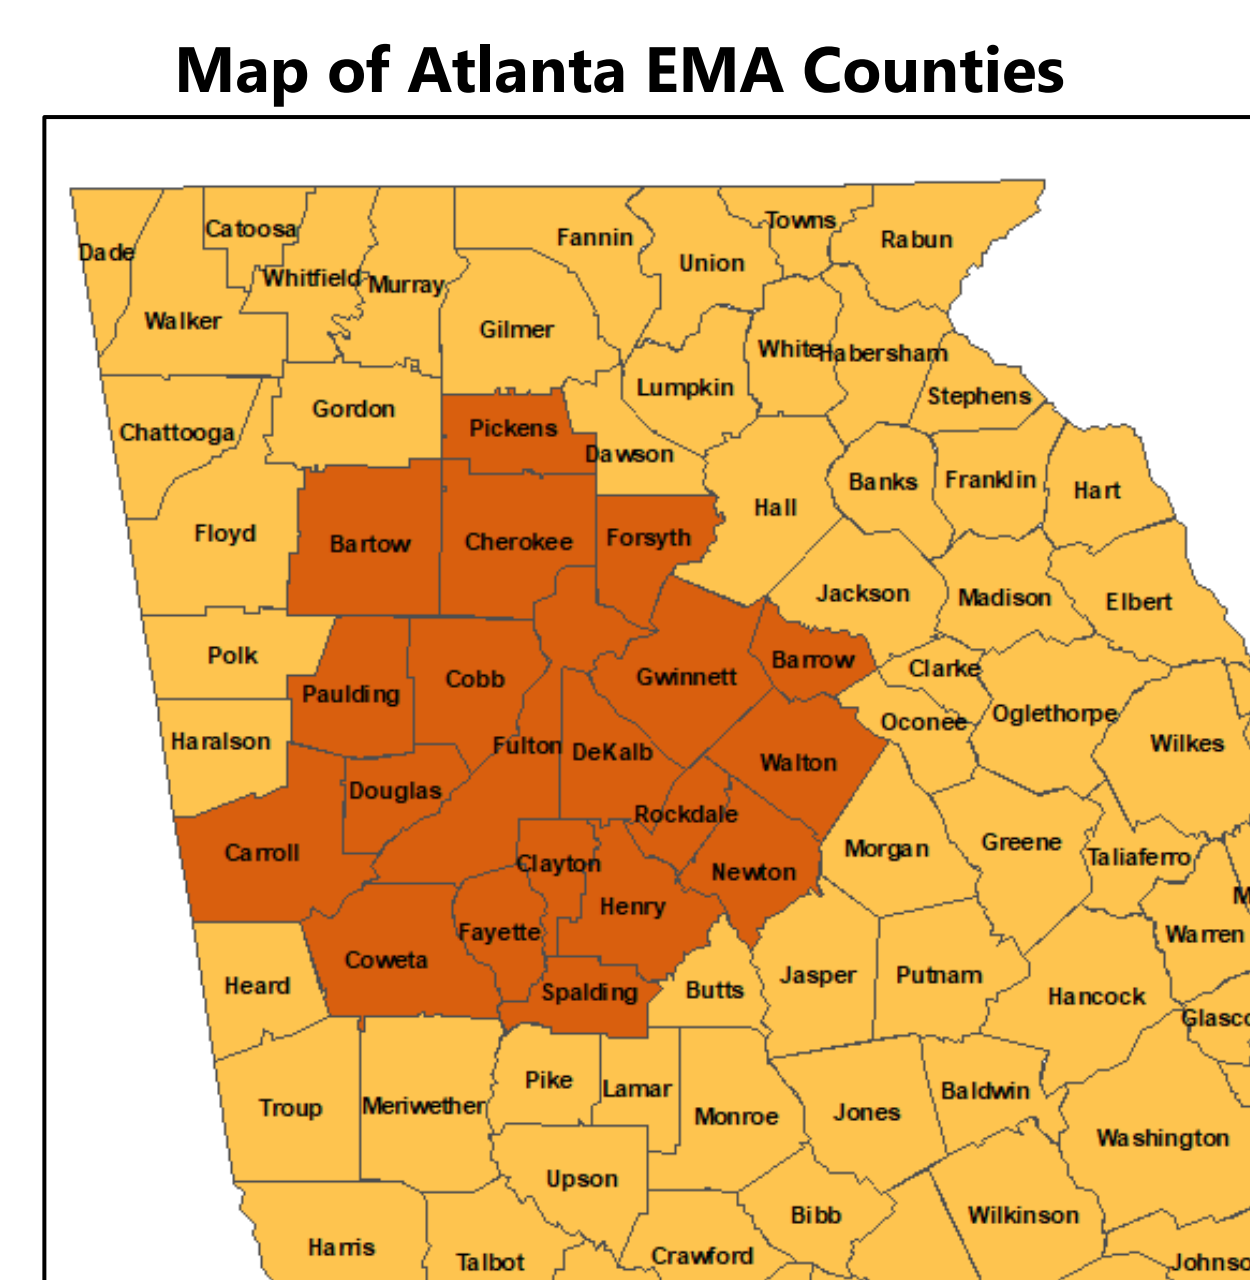 Map of Atlanta EMA Counties
Towns
Catoosa
Fannin
Rabun
Dade
Union
Whitfield
Murray
Walker
Gilmer
White
Habersham
Lumpkin
Stephens
Gordon
Pickens
Chattooga
Dawson
Banks
Franklin
Hart
Hall
Floyd
Forsyth
Cherokee
Bartow
Jackson
Madison
Elbert
Polk
Barrow
Clarke
Gwinnett
Cobb
Paulding
Oglethorpe
Oconee
Haralson
Wilkes
Fulton
DeKalb
Walton
Douglas
Rockdale
Greene
Morgan
Carroll
Taliaferro
Clayton
Newton
M
Henry
Fayette
Warren
Coweta
Jasper
Putnam
Heard
Butts
Spalding
Hancock
Glasco
Pike
Lamar
Baldwin
Meriwether
Troup
Jones
Monroe
Washington
Upson
Bibb
Wilkinson
Harris
Crawford
Talbot
Johnso